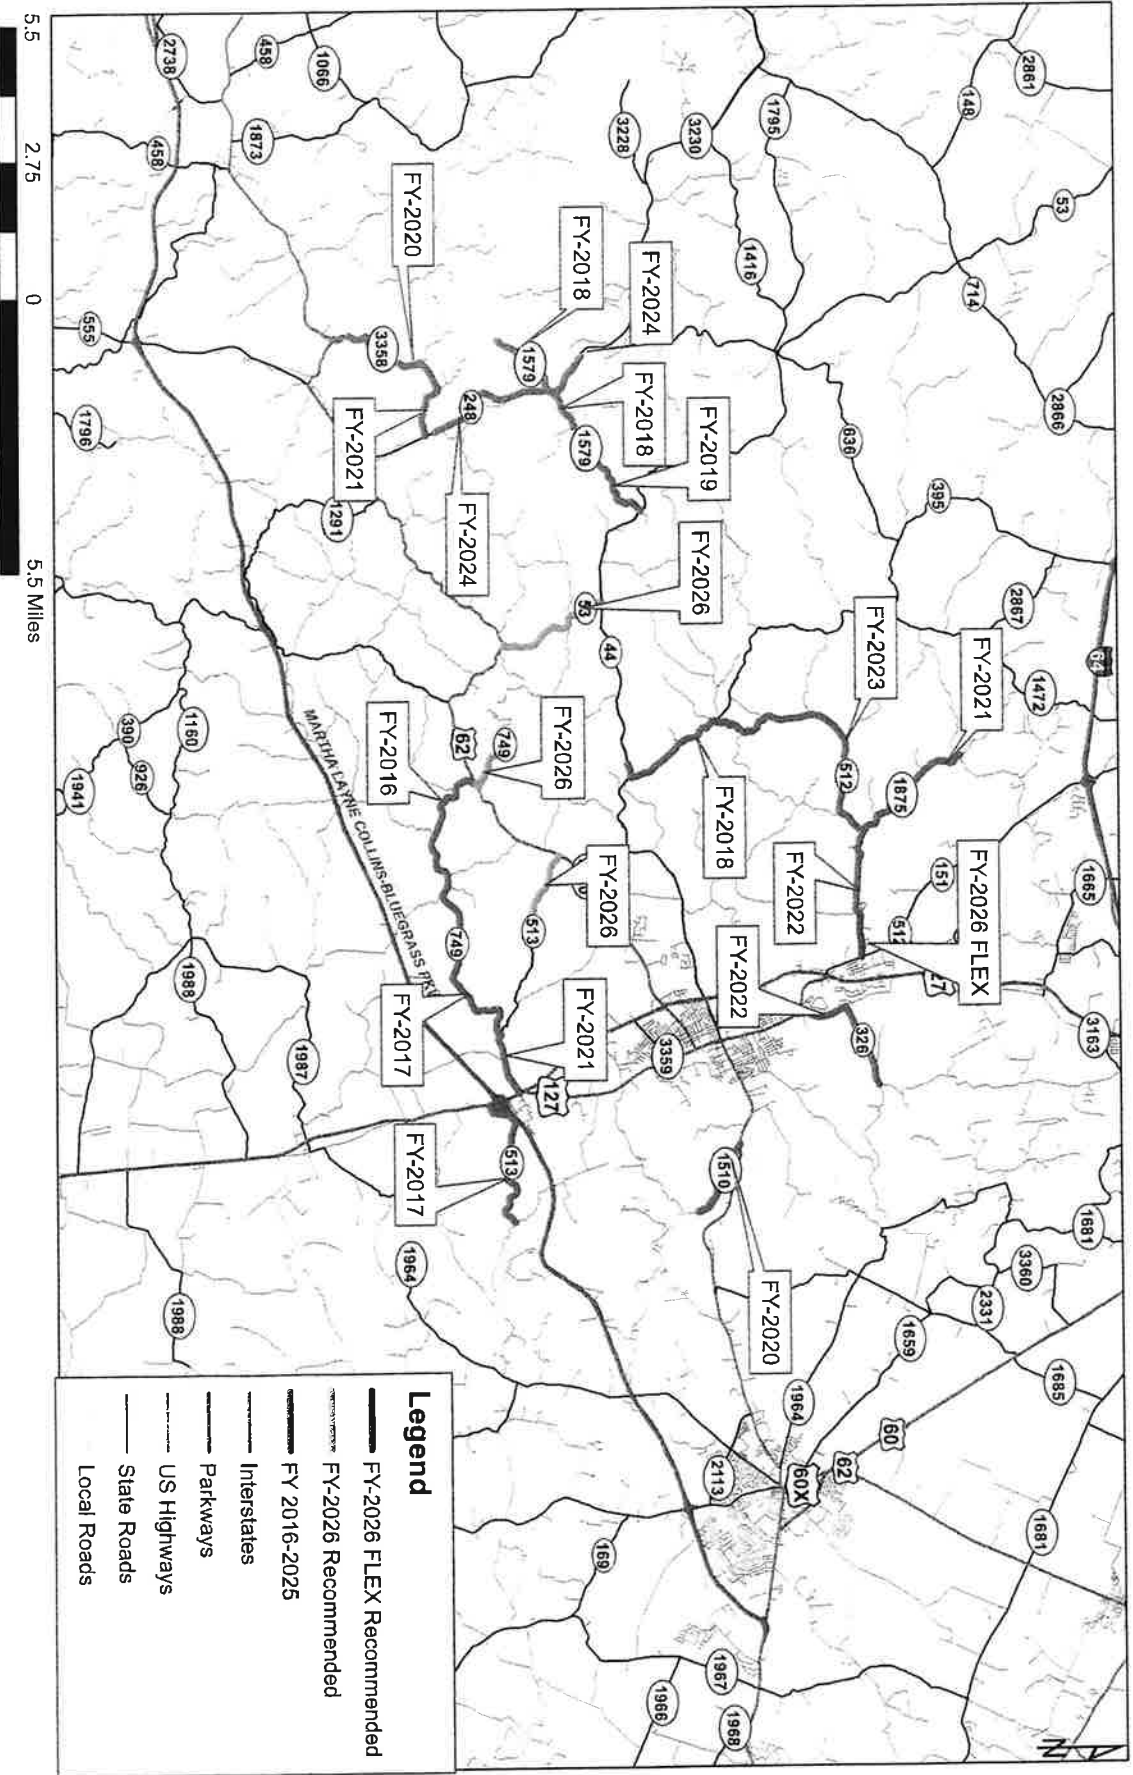 2861
148
53
1795
3230
3228
1066
458
2738
1873
458
714
1416
2866
636
395
2867
1472
64
1665
3163
FY-2020
FY-2018
FY-2024
1579
3358
555
1796
248
FY-2018
1579
FY-2019
FY-2021
FY-2024
1291
FY-2026
53
44
FY-2023
FY-2021
512
1875
FY-2018
FY-2022
151
FY-2026 FLEX
FY-2022
326
749
62
FY-2026
FY-2016
FY-2026
513
749
FY-2021
FY-2017
127
3359
513
FY-2017
MARTHA LAYNE COLLINS-BLUEGRASS PKY
1160
390
926
1941
1988
1987
1988
1964
1510
FY-2020
1681
3360
2331
1659
1685
1964
60
62
60X
2113
1681
169
1967
1966
1968
N
Legend
FY-2026 FLEX Recommended
FY-2026 Recommended
FY 2016-2025
Interstates
Parkways
US Highways
State Roads
Local Roads
5.5
2.75
0
5.5 Miles